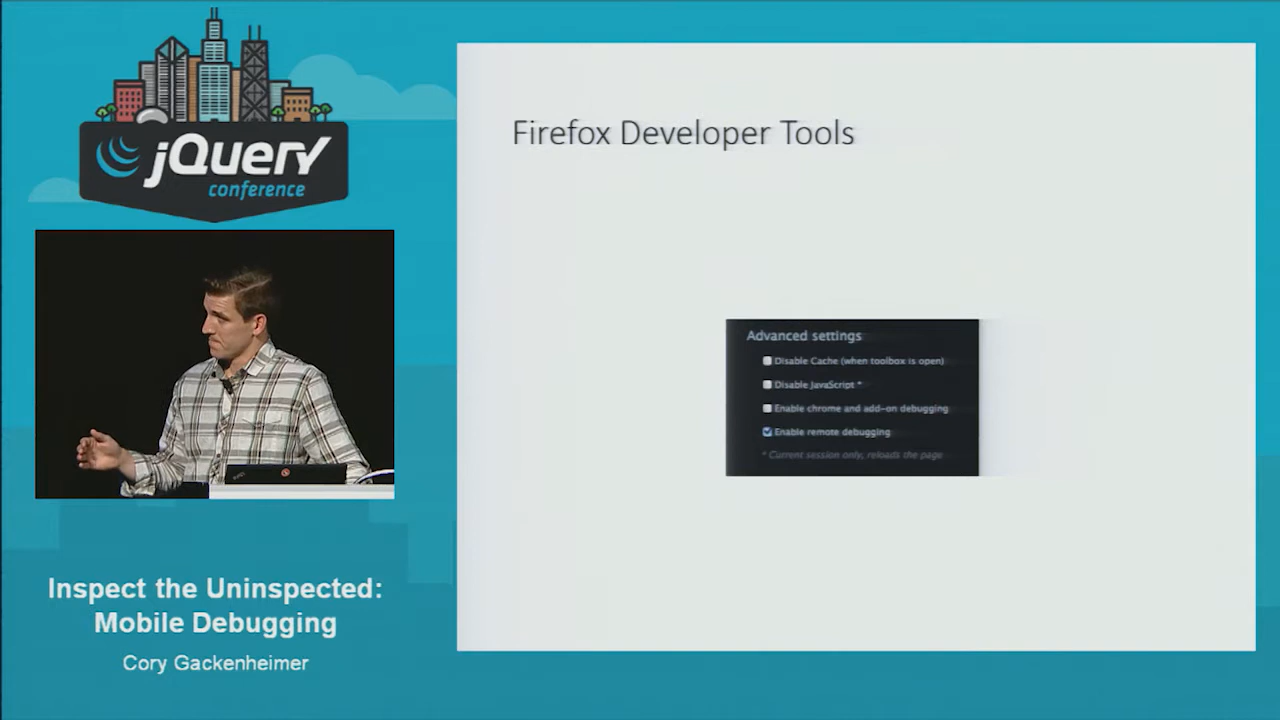 jQuery
conference
Inspect the Uninspected:
Mobile Debugging
Cory Gackenheimer
Firefox Developer Tools
Advanced settings
Disable Cache (when toolbox is open)
Disable JavaScript *
Enable chrome and add-on debugging
Enable remote debugging
* Current session only, reloads the page